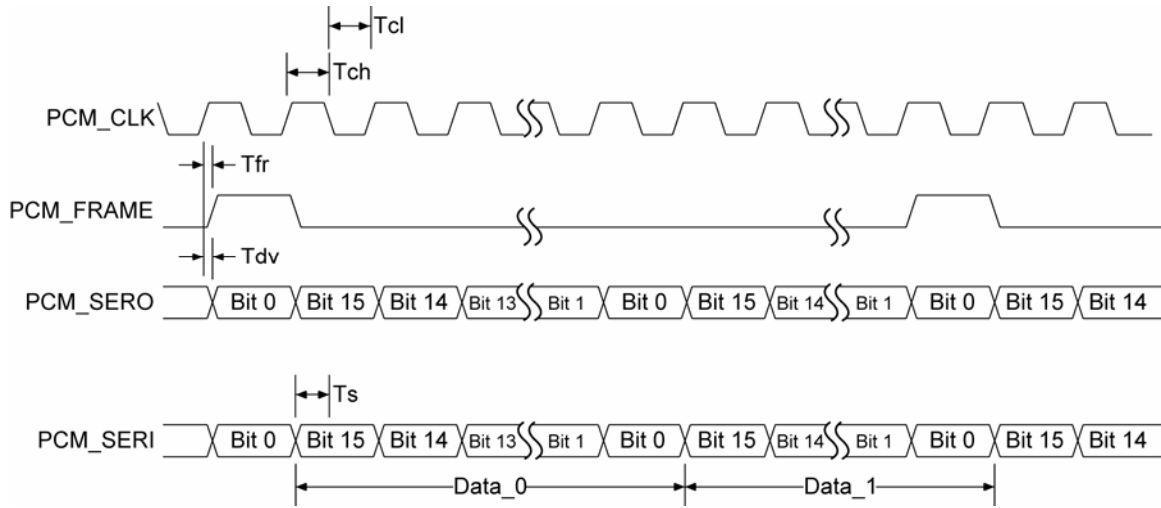 Tcl
Tch
PCM_CLK
Tfr
PCM_FRAME
Tdv
PCM_SERO Bit 0 Bit 15 Bit 14 Bit 13 Bit 1 Bit 0 Bit 15 Bit 14 Bit 1 Bit 0 Bit 15 Bit 14
Ts
PCM_SERI Bit 0 Bit 15 Bit 14 Bit 13 Bit 1 Bit 0 Bit 15 Bit 14 Bit 1 Bit 0 Bit 15 Bit 14
Data_0 Data_1